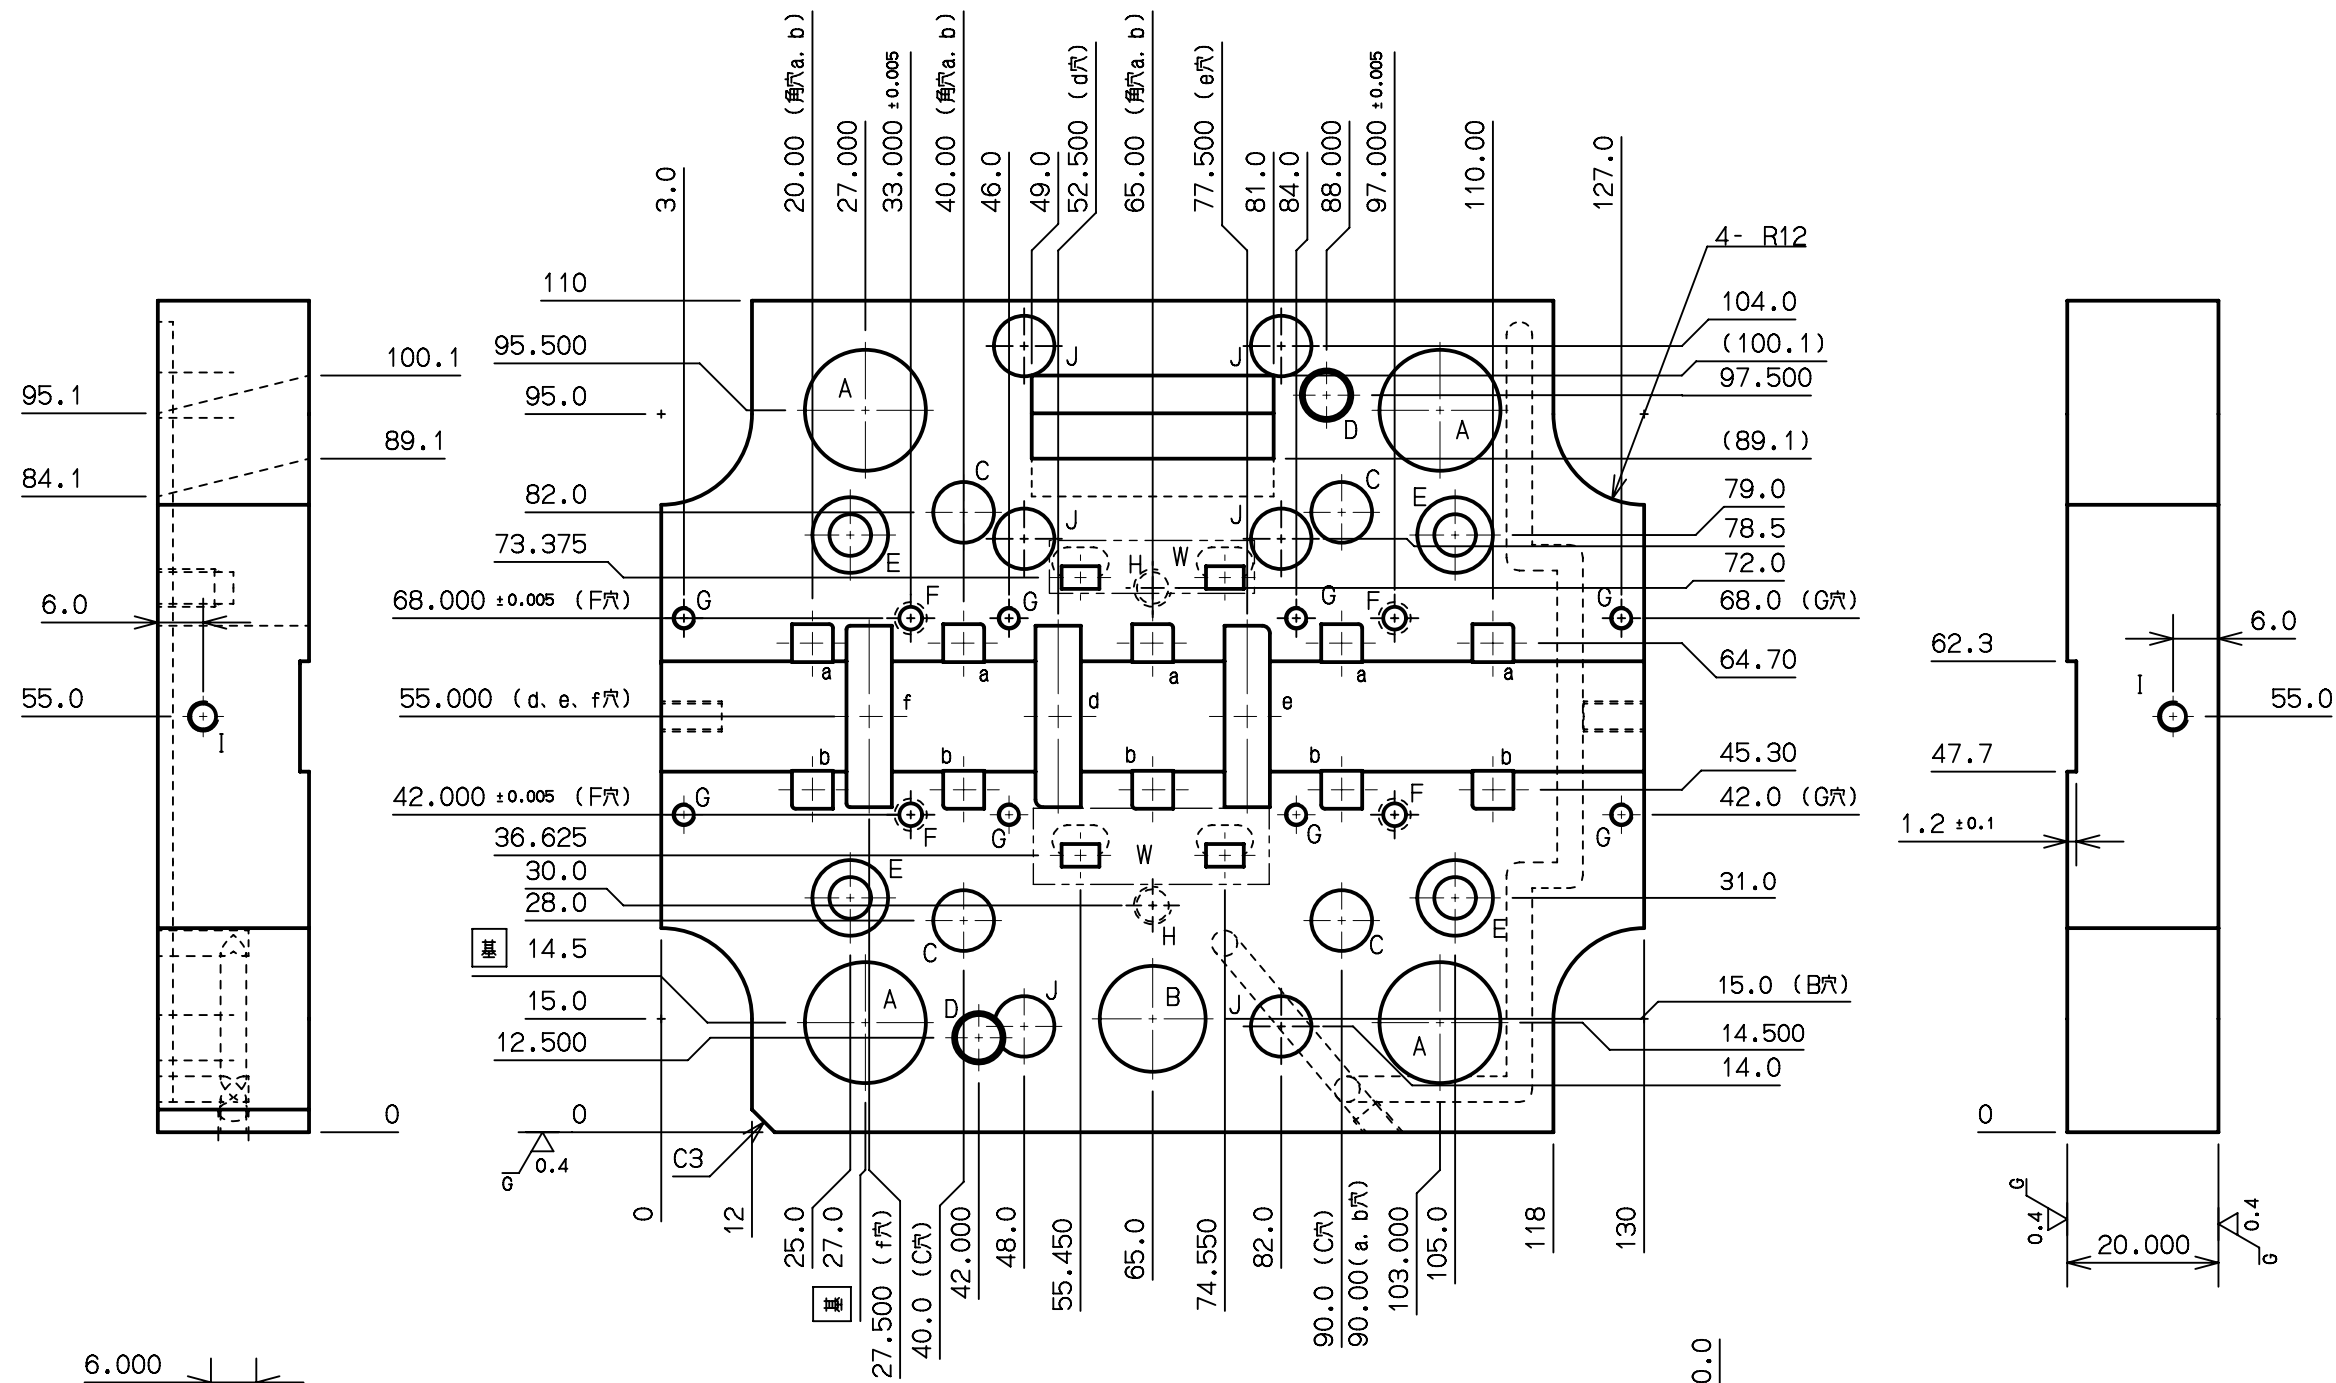 20.00 (角穴a. b)
27.000
33.000 ±0.005
40.00 (角穴a. b)
46.0
49.0
52.500 (d穴)
65.00 (角穴a. b)
77.500 (e穴)
81.0
84.0
88.000
97.000 ±0.005
110.00
127.0
3.0
4- R12
110
95.500
95.0
82.0
73.375
68.000 ±0.005 (F穴)
55.000 (d、e、f穴)
42.000 ±0.005 (F穴)
36.625
30.0
28.0
基 14.5
15.0
12.500
0
G
0.4
C3
104.0
(100.1)
97.500
(89.1)
79.0
78.5
72.0
68.0 (G穴)
64.70
45.30
42.0 (G穴)
31.0
15.0 (B穴)
14.500
14.0
100.1
95.1
89.1
84.1
6.0
55.0
I
0
A
J
J
D
A
C
C
E
E
J
J
H
W
G
F
G
G
F
G
a
a
a
a
a
f
d
e
b
b
b
b
b
G
F
G
G
F
G
W
E
E
H
C
C
A
D
J
B
J
A
0
12
25.0
27.0
基
27.500 (f穴)
40.0 (C穴)
42.000
48.0
55.450
65.0
74.550
82.0
90.0 (C穴)
90.00(a. b穴)
103.000
105.0
118
130
62.3
6.0
I
55.0
47.7
1.2 ±0.1
0
G
0.4
20.000
0.4
G
6.000
0.0